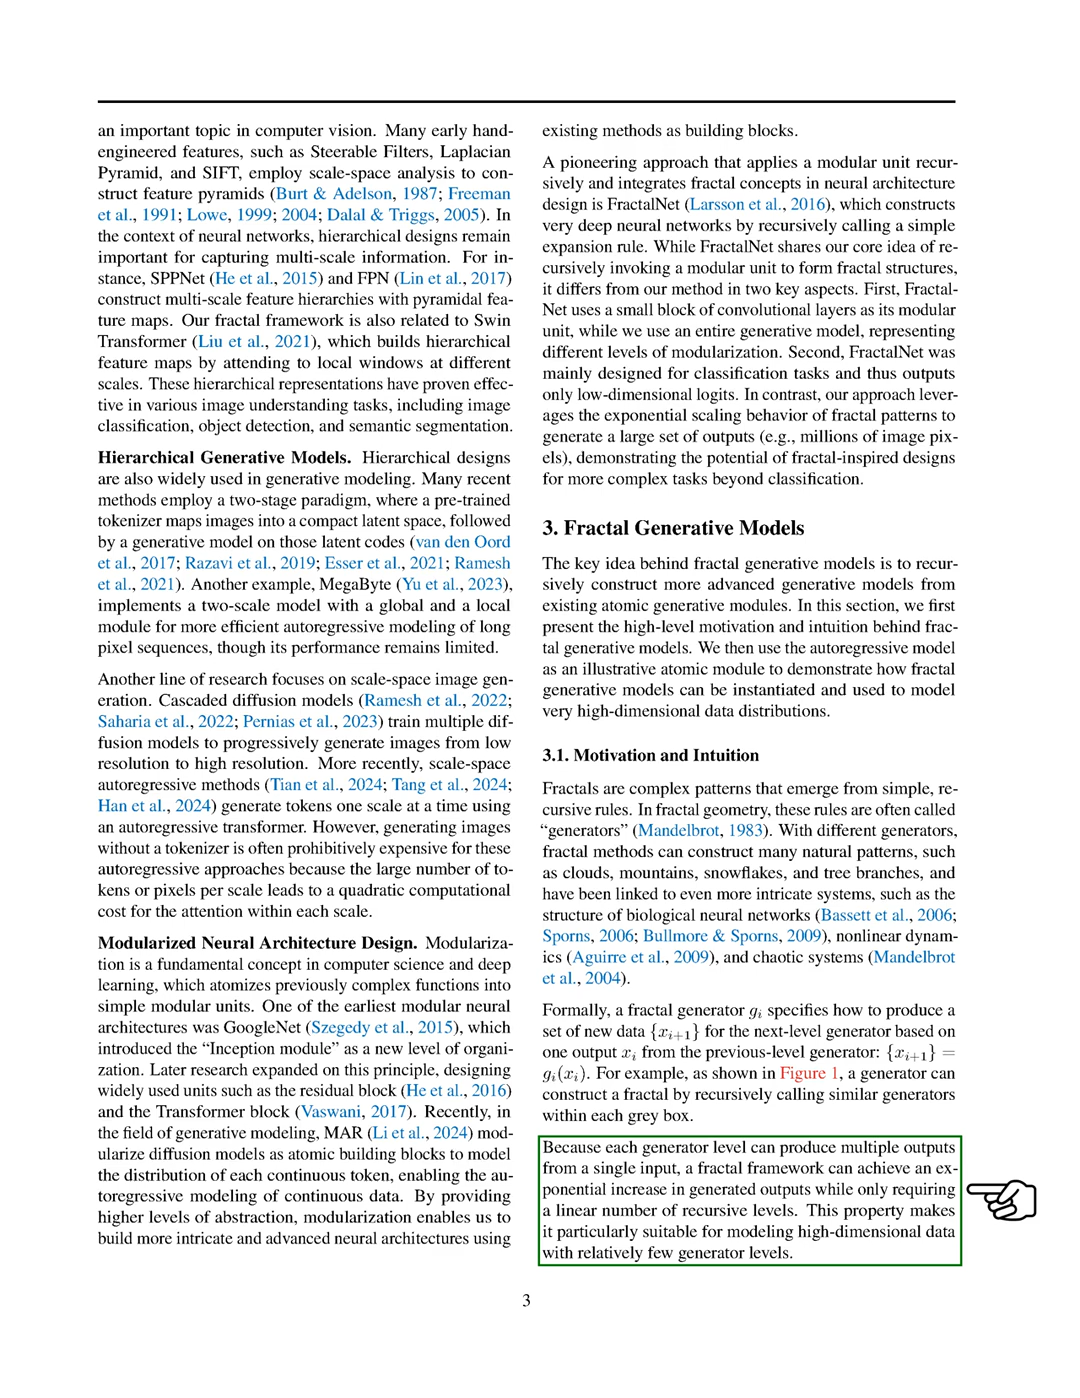 an important topic in computer vision. Many early hand-
engineered features, such as Steerable Filters, Laplacian
Pyramid, and SIFT, employ scale-space analysis to con-
struct feature pyramids (Burt & Adelson, 1987; Freeman
et al., 1991; Lowe, 1999; 2004; Dalal & Triggs, 2005). In
the context of neural networks, hierarchical designs remain
important for capturing multi-scale information. For in-
stance, SPPNet (He et al., 2015) and FPN (Lin et al., 2017)
construct multi-scale feature hierarchies with pyramidal fea-
ture maps. Our fractal framework is also related to Swin
Transformer (Liu et al., 2021), which builds hierarchical
feature maps by attending to local windows at different
scales. These hierarchical representations have proven effec-
tive in various image understanding tasks, including image
classification, object detection, and semantic segmentation.
Hierarchical Generative Models. Hierarchical designs
are also widely used in generative modeling. Many recent
methods employ a two-stage paradigm, where a pre-trained
tokenizer maps images into a compact latent space, followed
by a generative model on those latent codes (van den Oord
et al., 2017; Razavi et al., 2019; Esser et al., 2021; Ramesh
et al., 2021). Another example, MegaByte (Yu et al., 2023),
implements a two-scale model with a global and a local
module for more efficient autoregressive modeling of long
pixel sequences, though its performance remains limited.
Another line of research focuses on scale-space image gen-
eration. Cascaded diffusion models (Ramesh et al., 2022;
Saharia et al., 2022; Pernias et al., 2023) train multiple dif-
fusion models to progressively generate images from low
resolution to high resolution. More recently, scale-space
autoregressive methods (Tian et al., 2024; Tang et al., 2024;
Han et al., 2024) generate tokens one scale at a time using
an autoregressive transformer. However, generating images
without a tokenizer is often prohibitively expensive for these
autoregressive approaches because the large number of to-
kens or pixels per scale leads to a quadratic computational
cost for the attention within each scale.
Modularized Neural Architecture Design. Modulariza-
tion is a fundamental concept in computer science and deep
learning, which atomizes previously complex functions into
simple modular units. One of the earliest modular neural
architectures was GoogleNet (Szegedy et al., 2015), which
introduced the “Inception module” as a new level of organi-
zation. Later research expanded on this principle, designing
widely used units such as the residual block (He et al., 2016)
and the Transformer block (Vaswani, 2017). Recently, in
the field of generative modeling, MAR (Li et al., 2024) mod-
ularize diffusion models as atomic building blocks to model
the distribution of each continuous token, enabling the au-
toregressive modeling of continuous data. By providing
higher levels of abstraction, modularization enables us to
build more intricate and advanced neural architectures using
existing methods as building blocks.
A pioneering approach that applies a modular unit recur-
sively and integrates fractal concepts in neural architecture
design is FractalNet (Larsson et al., 2016), which constructs
very deep neural networks by recursively calling a simple
expansion rule. While FractalNet shares our core idea of re-
cursively invoking a modular unit to form fractal structures,
it differs from our method in two key aspects. First, Fractal-
Net uses a small block of convolutional layers as its modular
unit, while we use an entire generative model, representing
different levels of modularization. Second, FractalNet was
mainly designed for classification tasks and thus outputs
only low-dimensional logits. In contrast, our approach lever-
ages the exponential scaling behavior of fractal patterns to
generate a large set of outputs (e.g., millions of image pix-
els), demonstrating the potential of fractal-inspired designs
for more complex tasks beyond classification.
3. Fractal Generative Models
The key idea behind fractal generative models is to recur-
sively construct more advanced generative models from
existing atomic generative modules. In this section, we first
present the high-level motivation and intuition behind frac-
tal generative models. We then use the autoregressive model
as an illustrative atomic module to demonstrate how fractal
generative models can be instantiated and used to model
very high-dimensional data distributions.
3.1. Motivation and Intuition
Fractals are complex patterns that emerge from simple, re-
cursive rules. In fractal geometry, these rules are often called
“generators” (Mandelbrot, 1983). With different generators,
fractal methods can construct many natural patterns, such
as clouds, mountains, snowflakes, and tree branches, and
have been linked to even more intricate systems, such as the
structure of biological neural networks (Bassett et al., 2006;
Sporns, 2006; Bullmore & Sporns, 2009), nonlinear dynam-
ics (Aguirre et al., 2009), and chaotic systems (Mandelbrot
et al., 2004).
Formally, a fractal generator gᵢ specifies how to produce a
set of new data {xᵢ₊₁} for the next-level generator based on
one output xᵢ from the previous-level generator: {xᵢ₊₁} =
gᵢ(xᵢ). For example, as shown in Figure 1, a generator can
construct a fractal by recursively calling similar generators
within each grey box.
Because each generator level can produce multiple outputs
from a single input, a fractal framework can achieve an ex-
ponential increase in generated outputs while only requiring
a linear number of recursive levels. This property makes
it particularly suitable for modeling high-dimensional data
with relatively few generator levels.
3